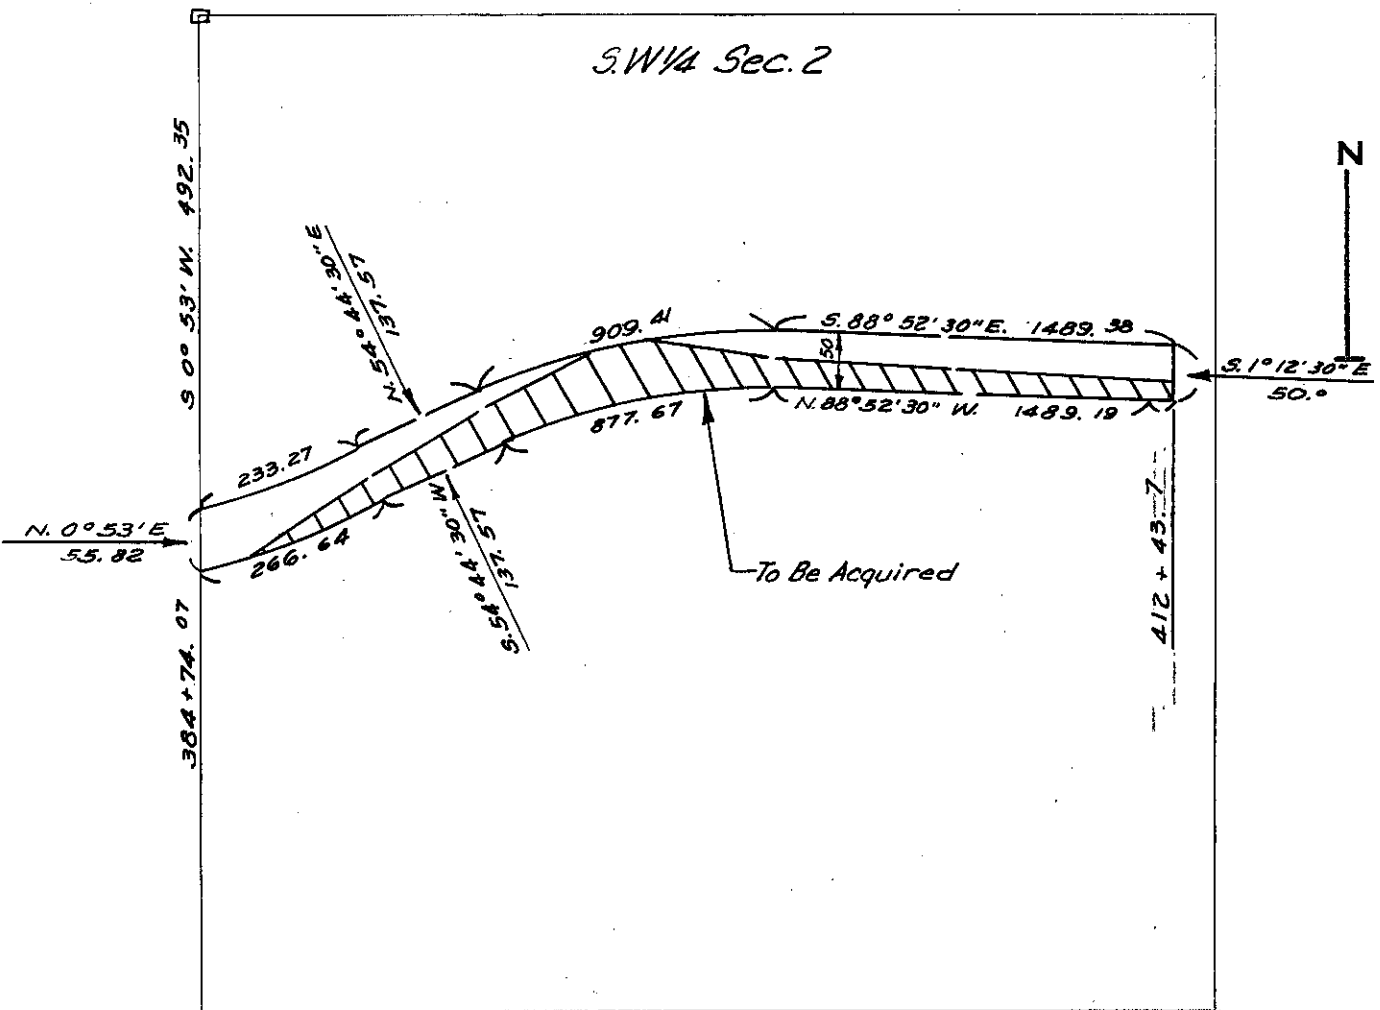 S.W 1/4 Sec. 2
N
S 0° 53' W. 492.35
N. 54° 44' 30" E
137.57
909.41
S. 88° 52' 30" E. 1489.38
50
S. 1° 12' 30" E
50.°
N. 88° 52' 30" W. 1489.19
877.67
233.27
N. 0° 53' E
55.82
266.64
S. 54° 44' 30" W
137.57
To Be Acquired
384 + 74.07
412 + 43.7